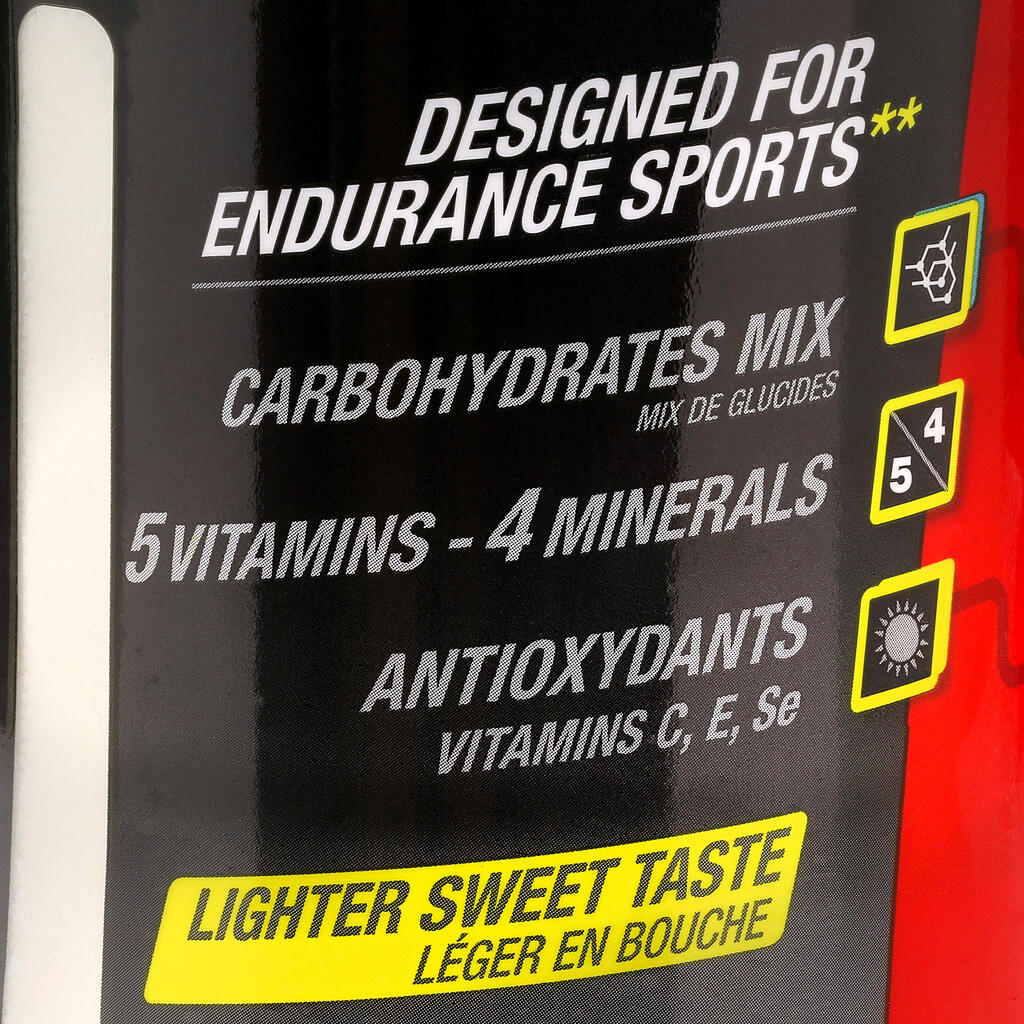 DESIGNED FOR
ENDURANCE SPORTS**
CARBOHYDRATES MIX
MIX DE GLUCIDES
4
5
5 VITAMINS - 4 MINERALS
ANTIOXYDANTS
VITAMINS C, E, Se
LIGHTER SWEET TASTE
LÉGER EN BOUCHE